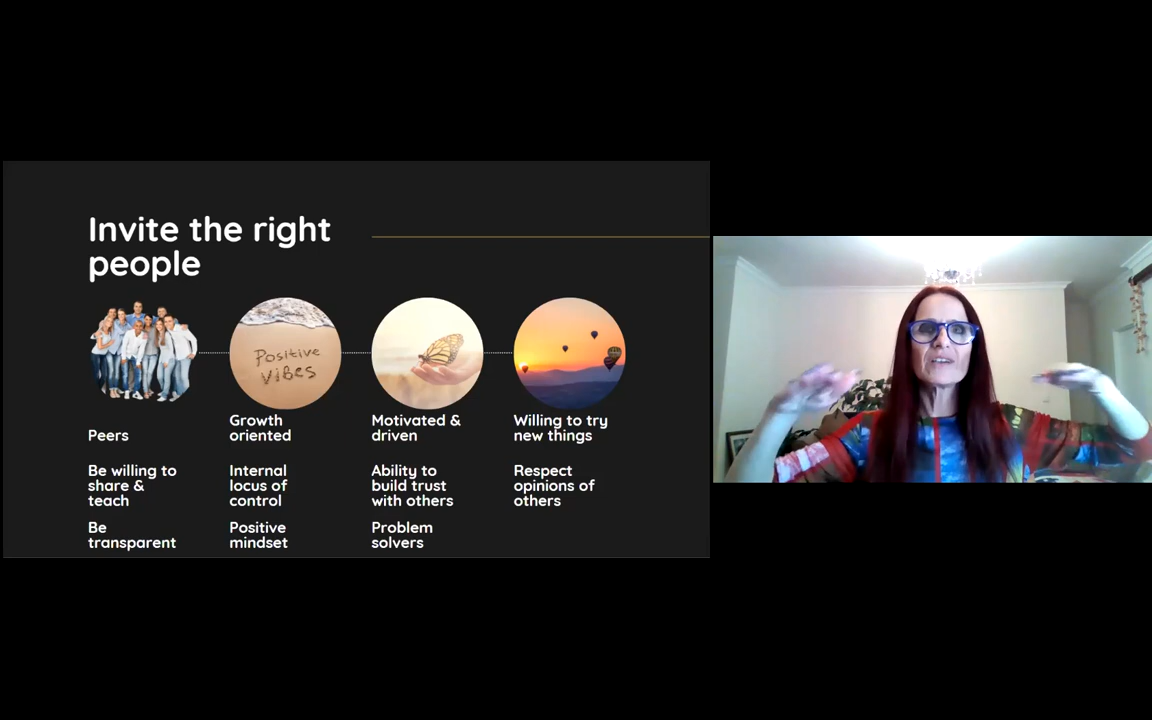 Invite the right
people
Positive
Vibes
Peers
Be willing to
share &
teach
Be
transparent
Growth
oriented
Internal
locus of
control
Positive
mindset
Motivated &
driven
Ability to
build trust
with others
Problem
solvers
Willing to try
new things
Respect
opinions of
others